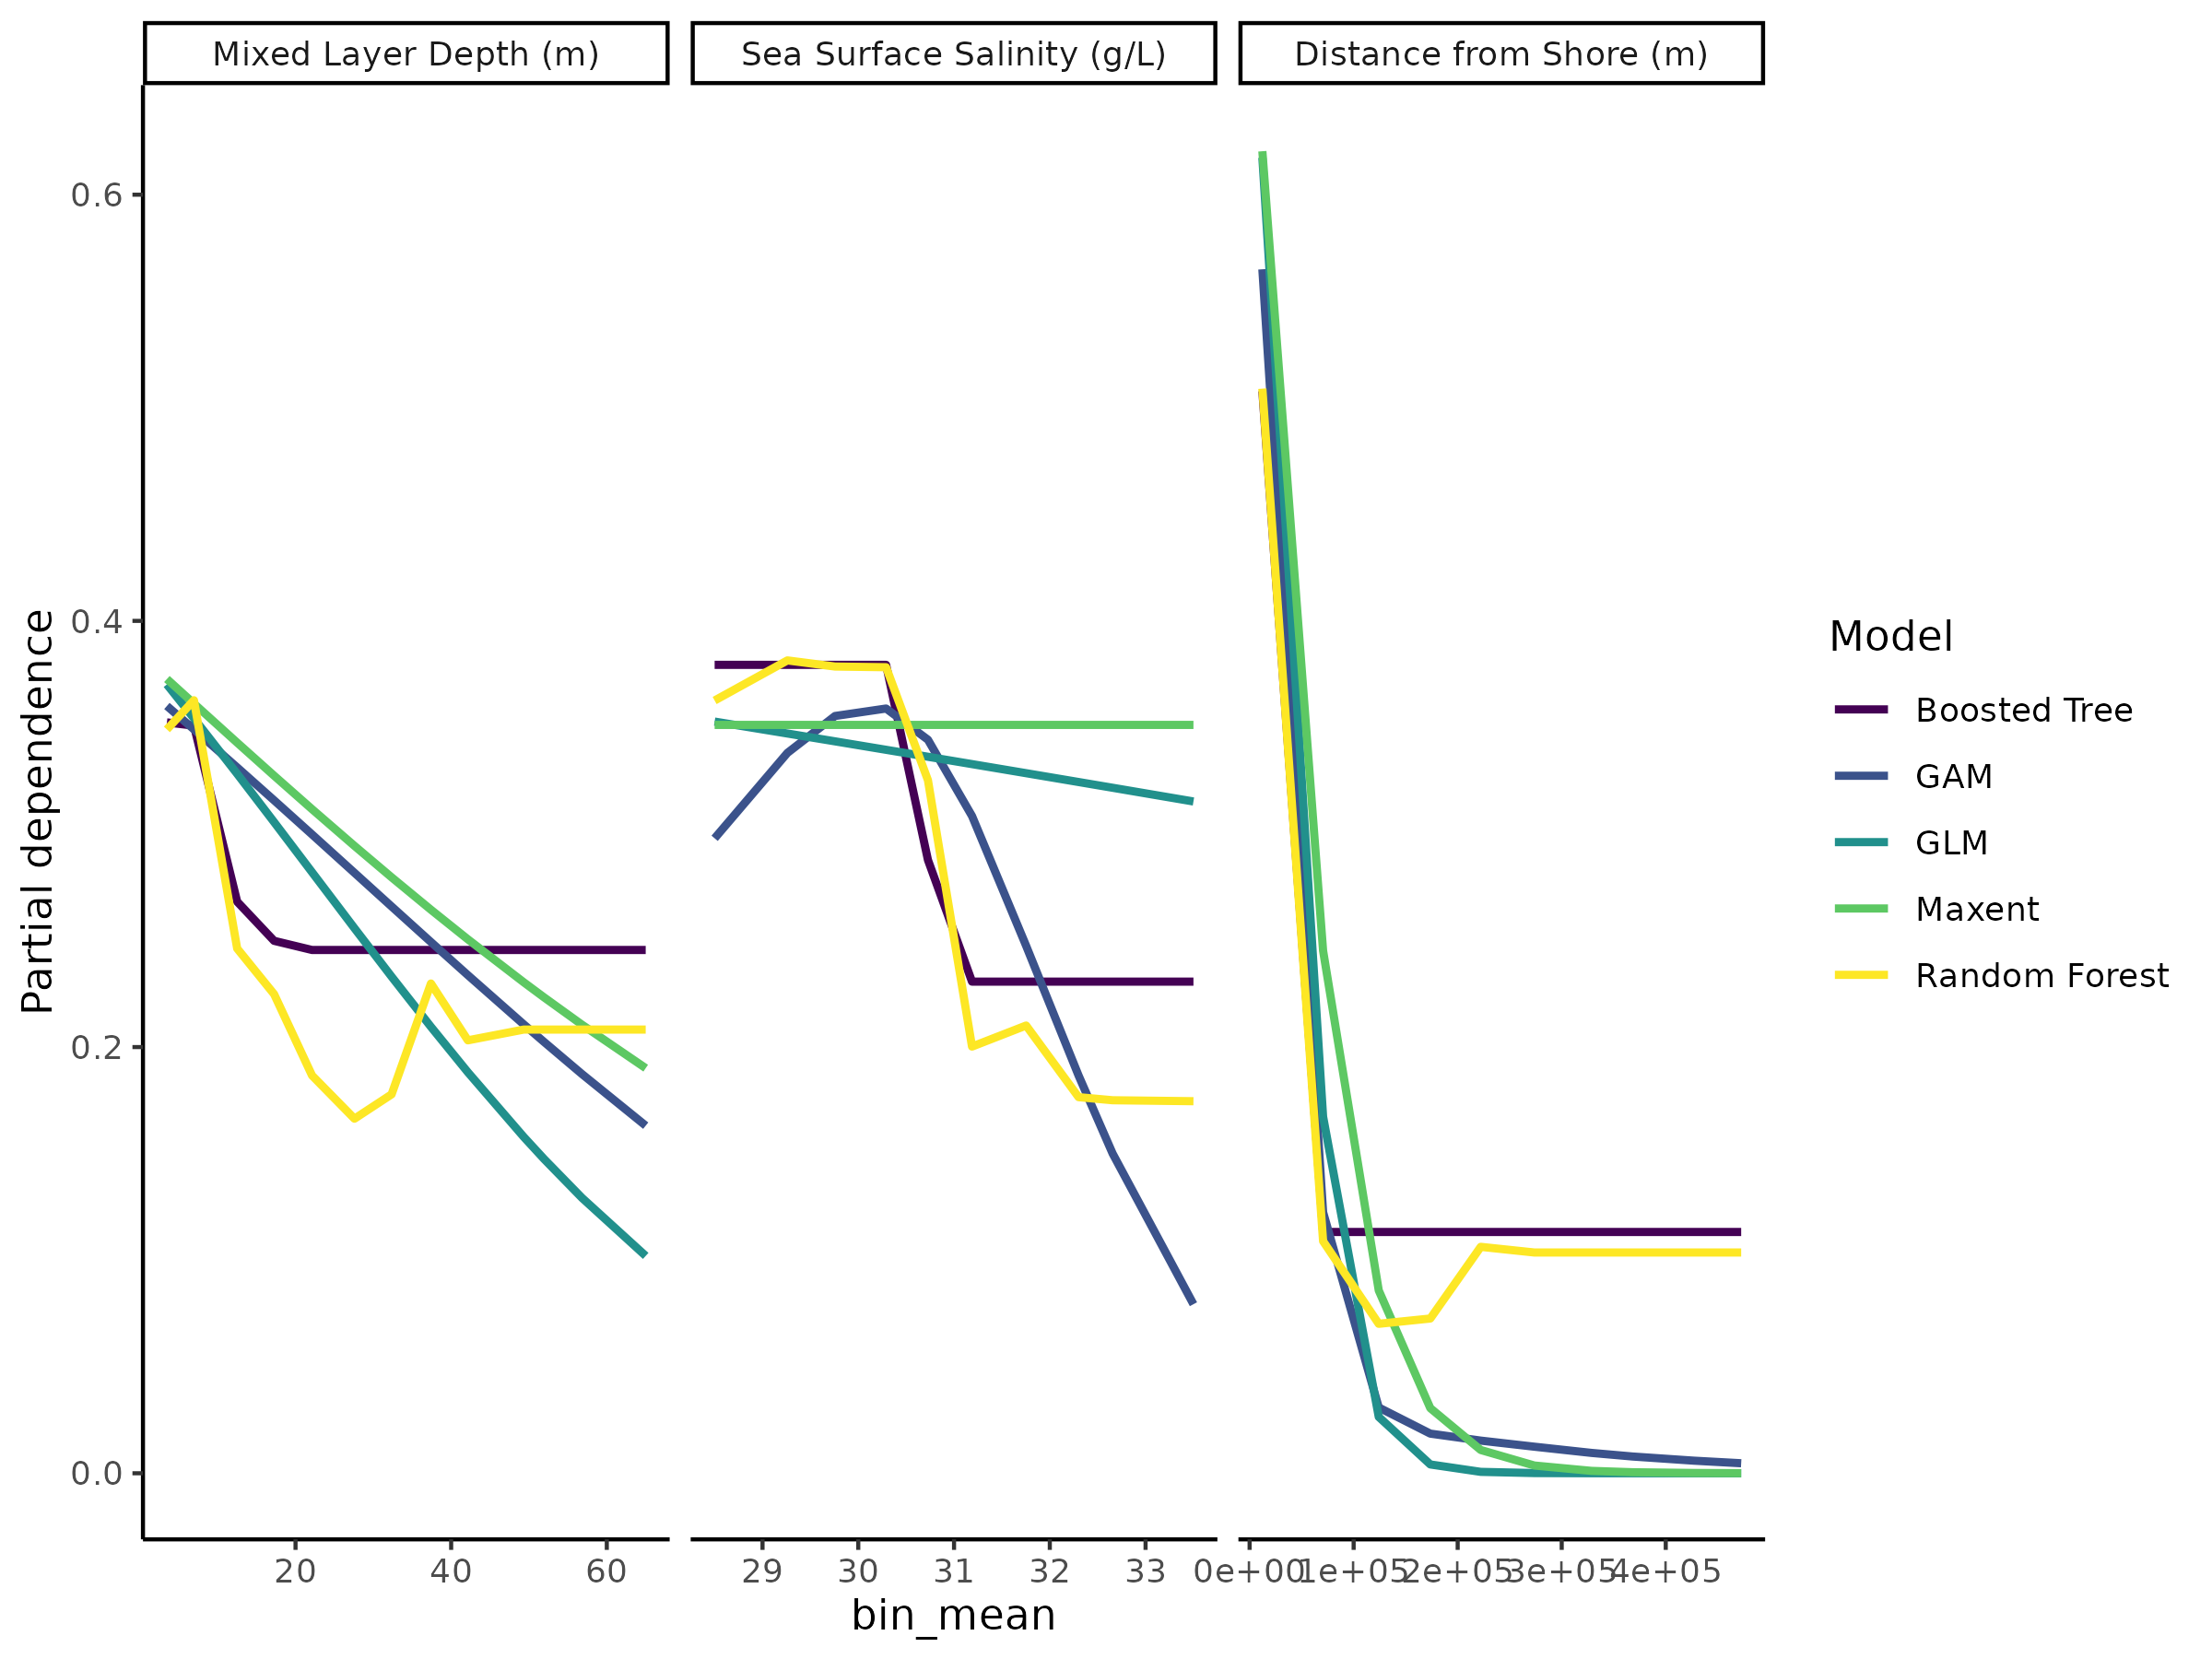 Mixed Layer Depth (m)
Sea Surface Salinity (g/L)
Distance from Shore (m)
Partial dependence
0.6
0.4
0.2
0.0
20 40 60
29 30 31 32 33
0e+00 1e+05 2e+05 3e+05 4e+05
bin_mean
Model
Boosted Tree
GAM
GLM
Maxent
Random Forest